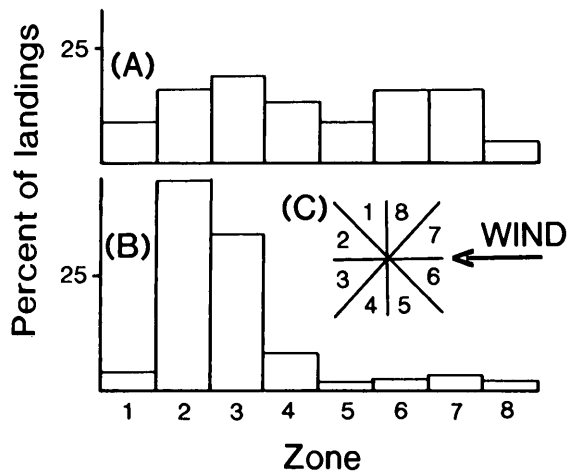 Percent of landings
25
(A)
(B)
25
(C)
1 8
2 7
3 6
4 5
WIND
1 2 3 4 5 6 7 8
Zone